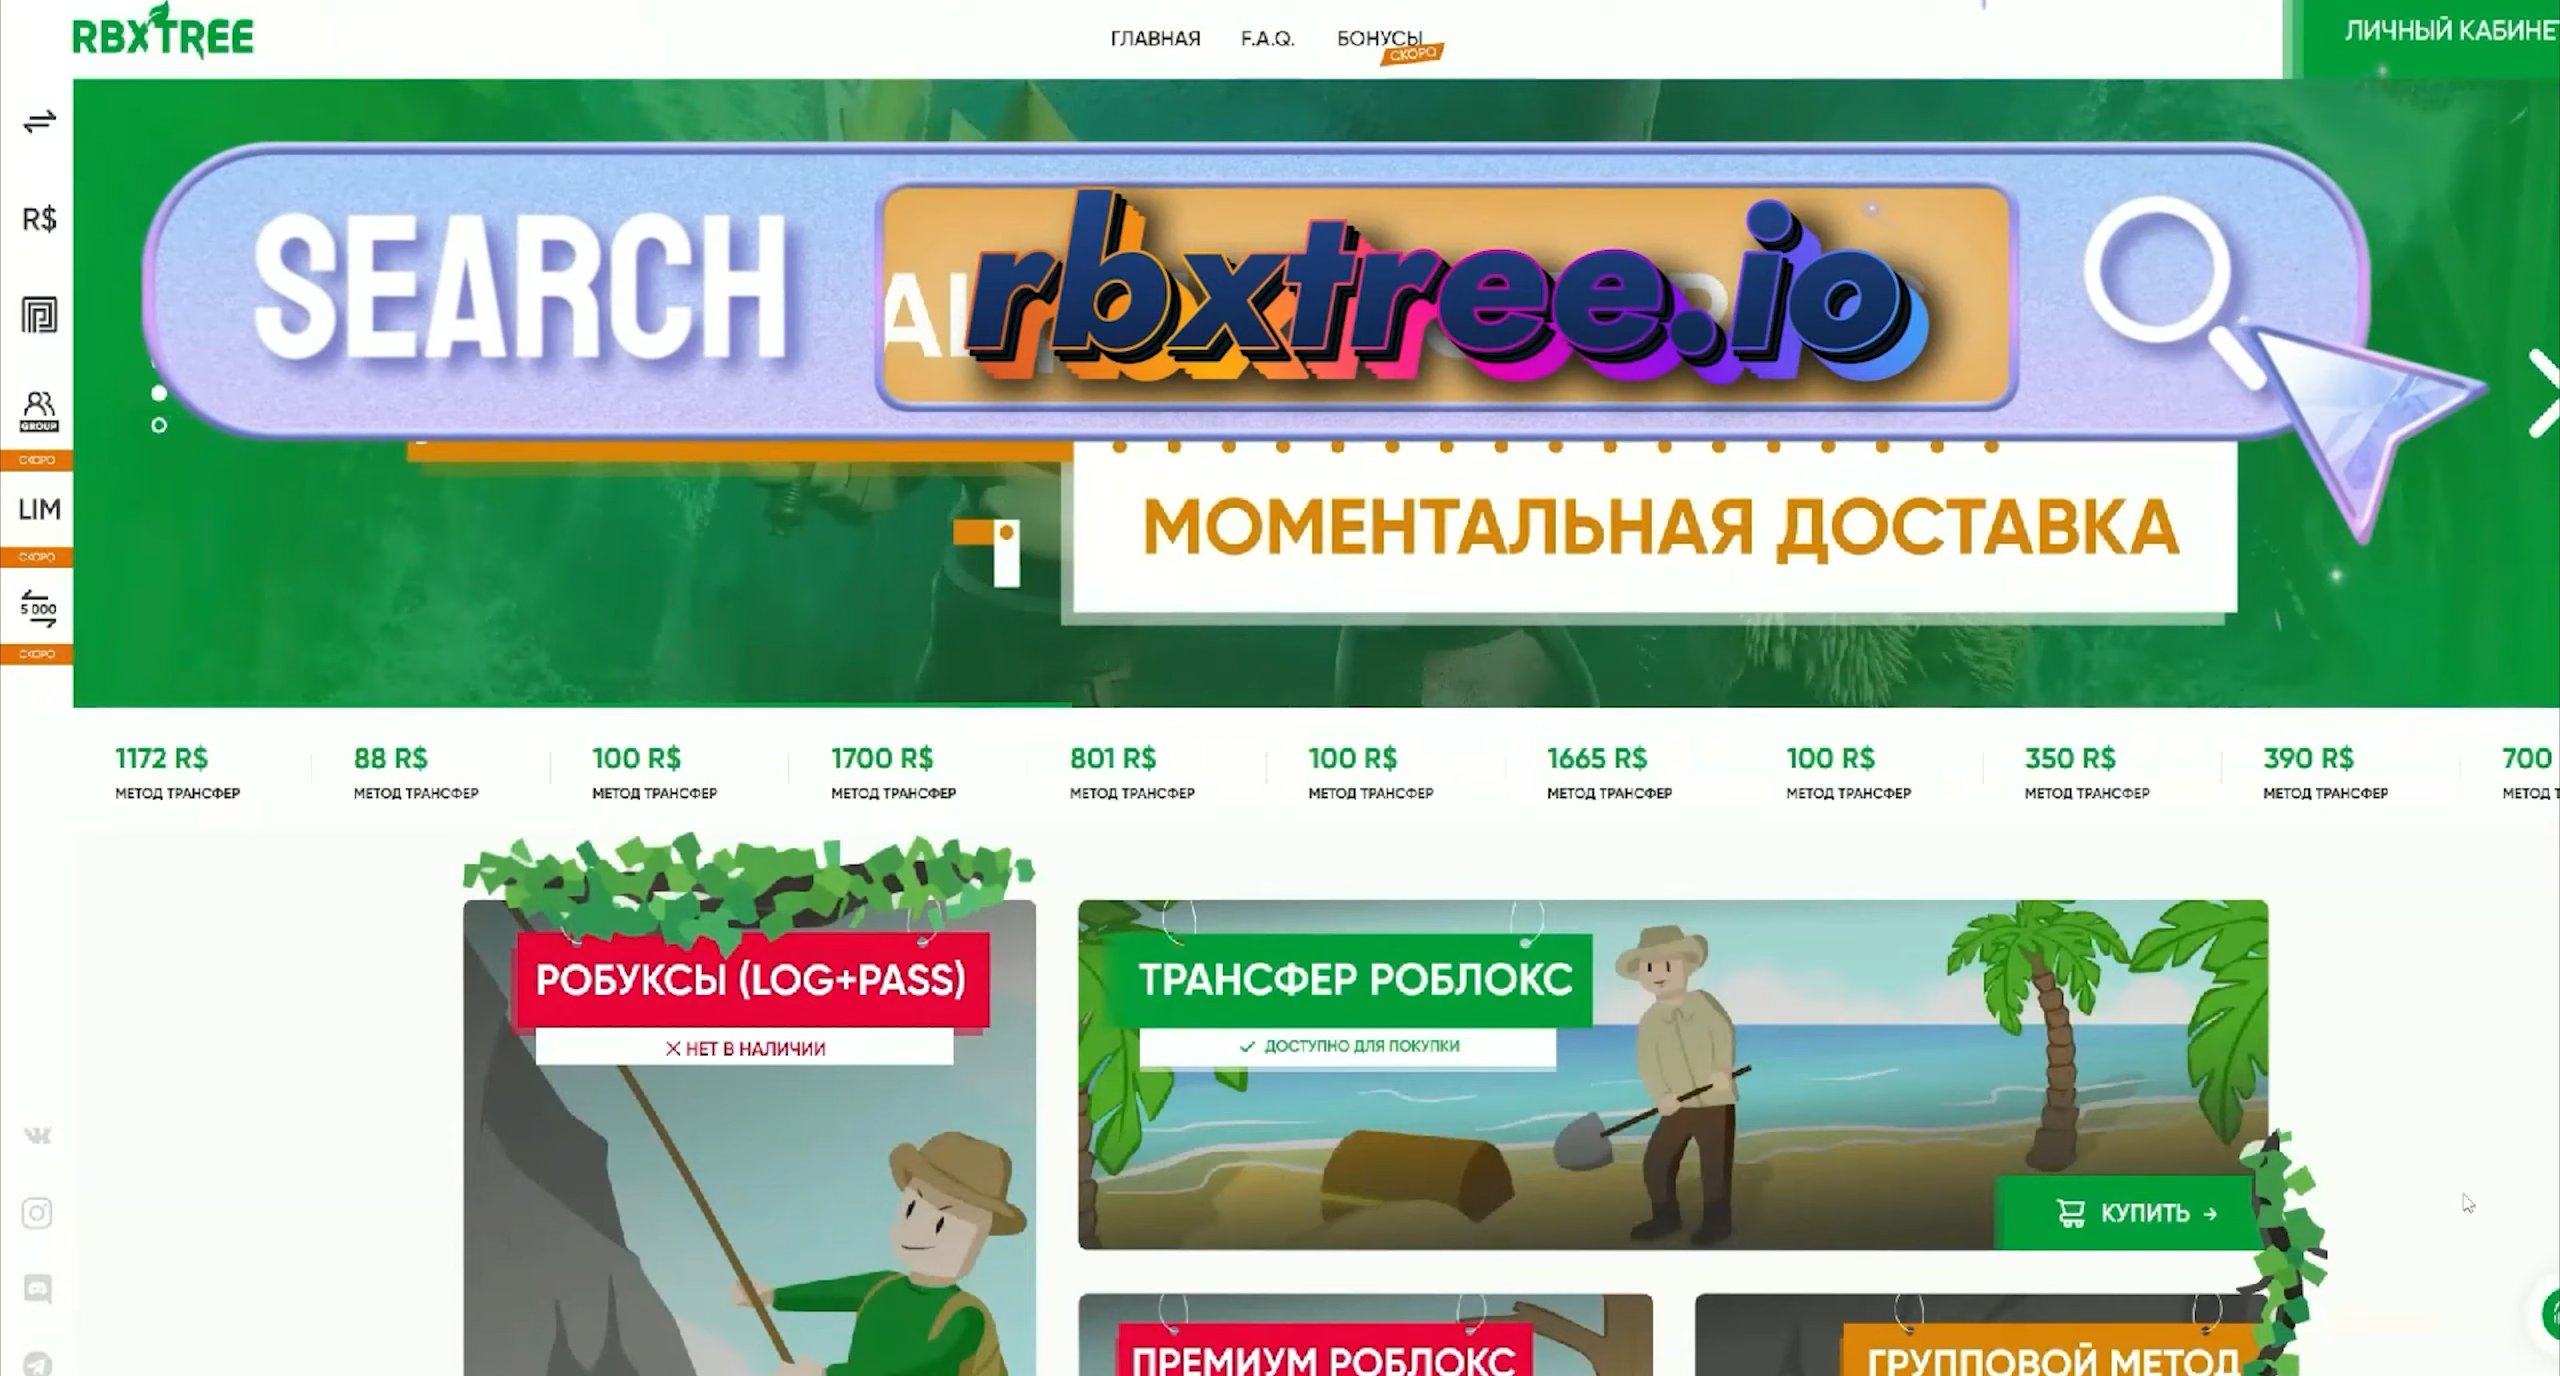 RBXTREE
ГЛАВНАЯ F.A.Q. БОНУСЫ
СКОРО
ЛИЧНЫЙ КАБИНЕ
R$
GROUP
СКОРО
LIM
СКОРО
5 000
СКОРО
SEARCH rbxtree.io
МОМЕНТАЛЬНАЯ ДОСТАВКА
1172 R$ 88 R$ 100 R$ 1700 R$ 801 R$ 100 R$ 1665 R$ 100 R$ 350 R$ 390 R$ 700
МЕТОД ТРАНСФЕР МЕТОД ТРАНСФЕР МЕТОД ТРАНСФЕР МЕТОД ТРАНСФЕР МЕТОД ТРАНСФЕР МЕТОД ТРАНСФЕР МЕТОД ТРАНСФЕР МЕТОД ТРАНСФЕР МЕТОД ТРАНСФЕР МЕТОД ТРАНСФЕР МЕТОД Т
РОБУКСЫ (LOG+PASS)
НЕТ В НАЛИЧИИ
ТРАНСФЕР РОБЛОКС
ДОСТУПНО ДЛЯ ПОКУПКИ
КУПИТЬ →
ПРЕМИУМ РОБЛОКС
ГРУППОВОЙ МЕТОД